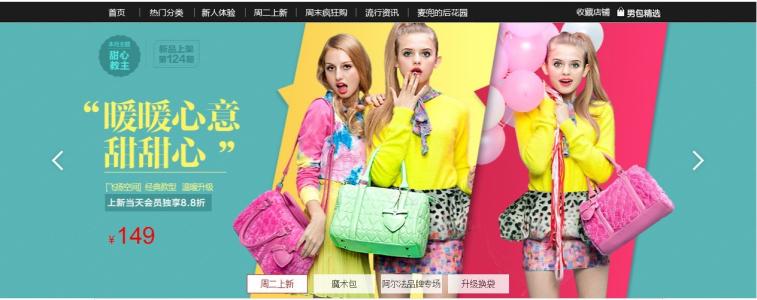 首页 热门分类 新人体验 周二上新 周末疯狂购 流行资讯 麦兜的后花园 收藏店铺 男包精选
本月主题
甜心
教主
新品上架
第124期
“暖暖心意
甜甜心”
[飞扬空间] 经典款型 温暖升级
上新当天会员独享8.8折
¥149
周二上新 魔术包 阿尔法品牌专场 升级换袋